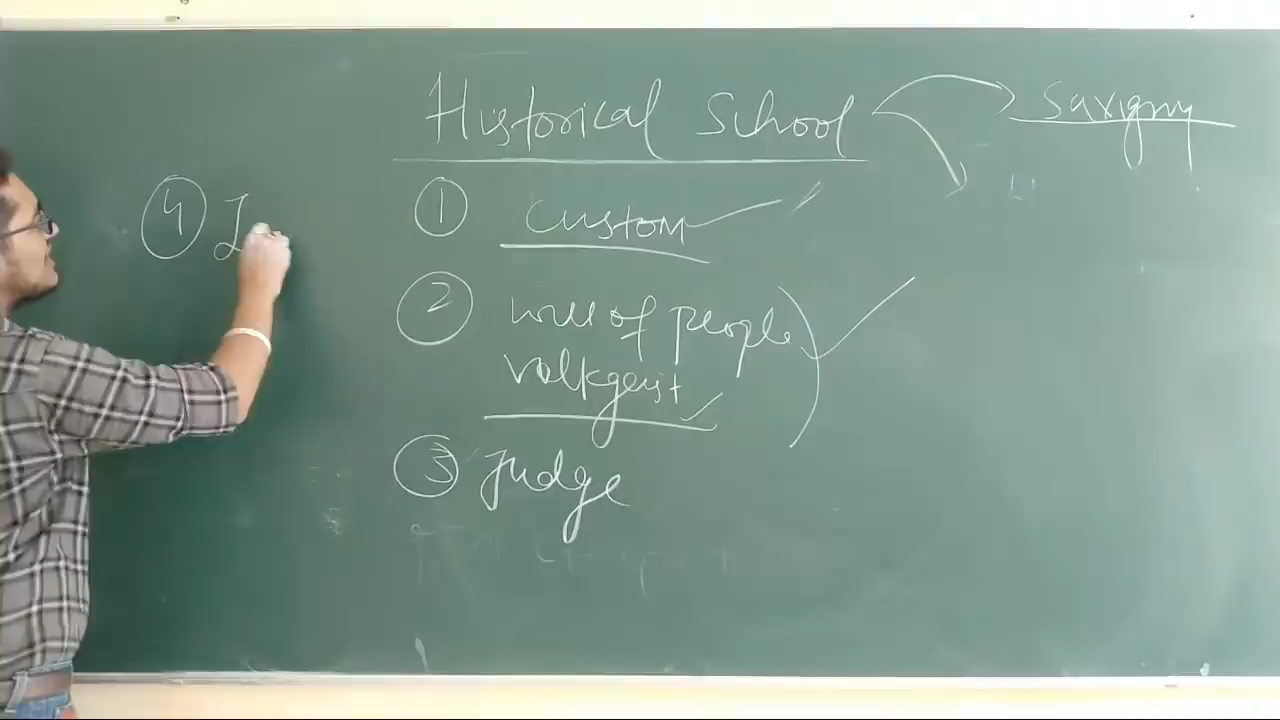 Historical School
Savigny
① Custom
② will of people
volkgeist
③ Judge
④